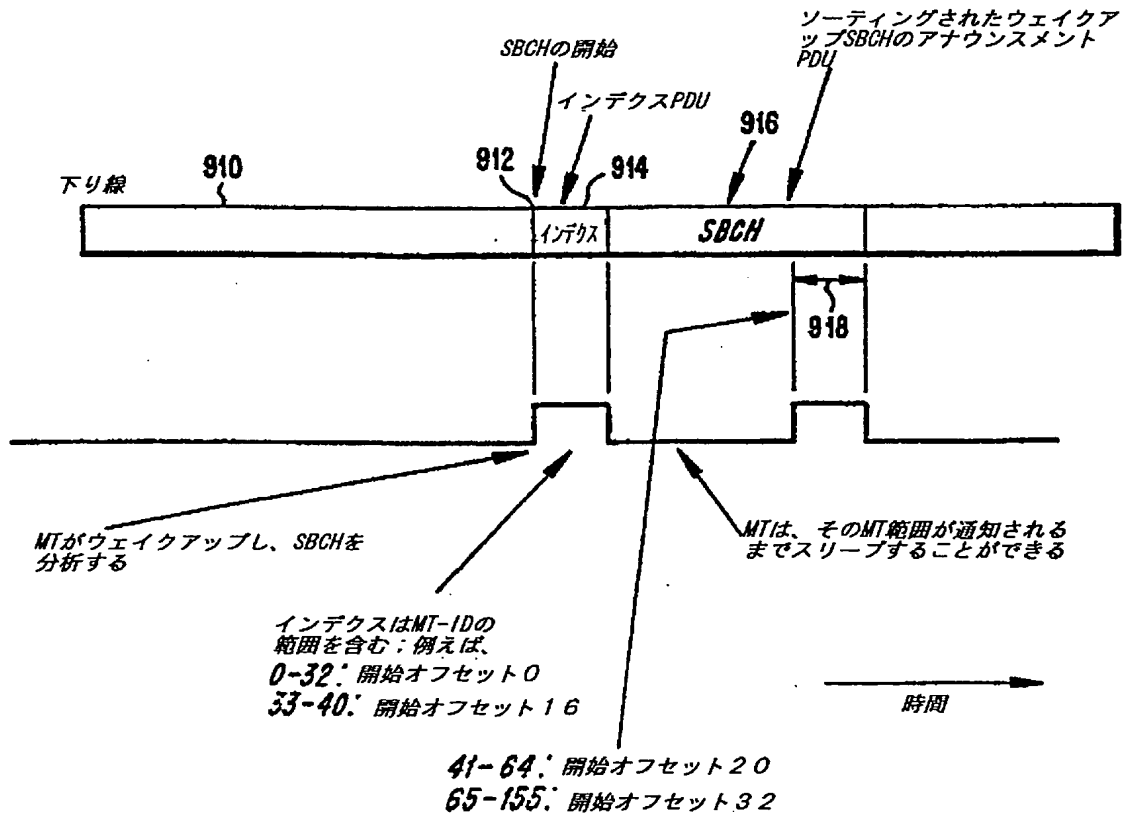 ソーティングされたウェイクア
ップSBCHのアナウンスメント
PDU
SBCHの開始
インデクスPDU
916
910
912
914
下り線
インデクス
SBCH
918
MTがウェイクアップし、SBCHを
分析する
MTは、そのMT範囲が通知される
までスリープすることができる
インデクスはMT-IDの
範囲を含む；例えば、
0-32: 開始オフセット0
33-40: 開始オフセット16
時間
41-64: 開始オフセット20
65-155: 開始オフセット32